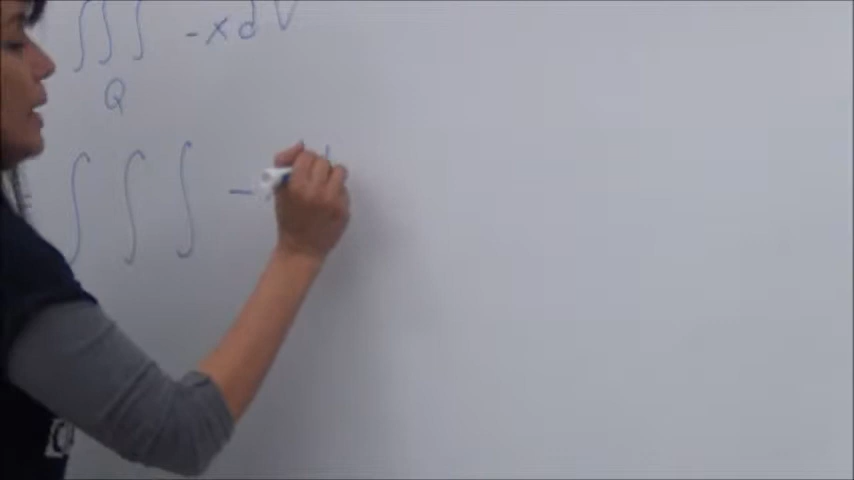 ∫∫∫ -x dV
Q
∫ ∫ ∫ -